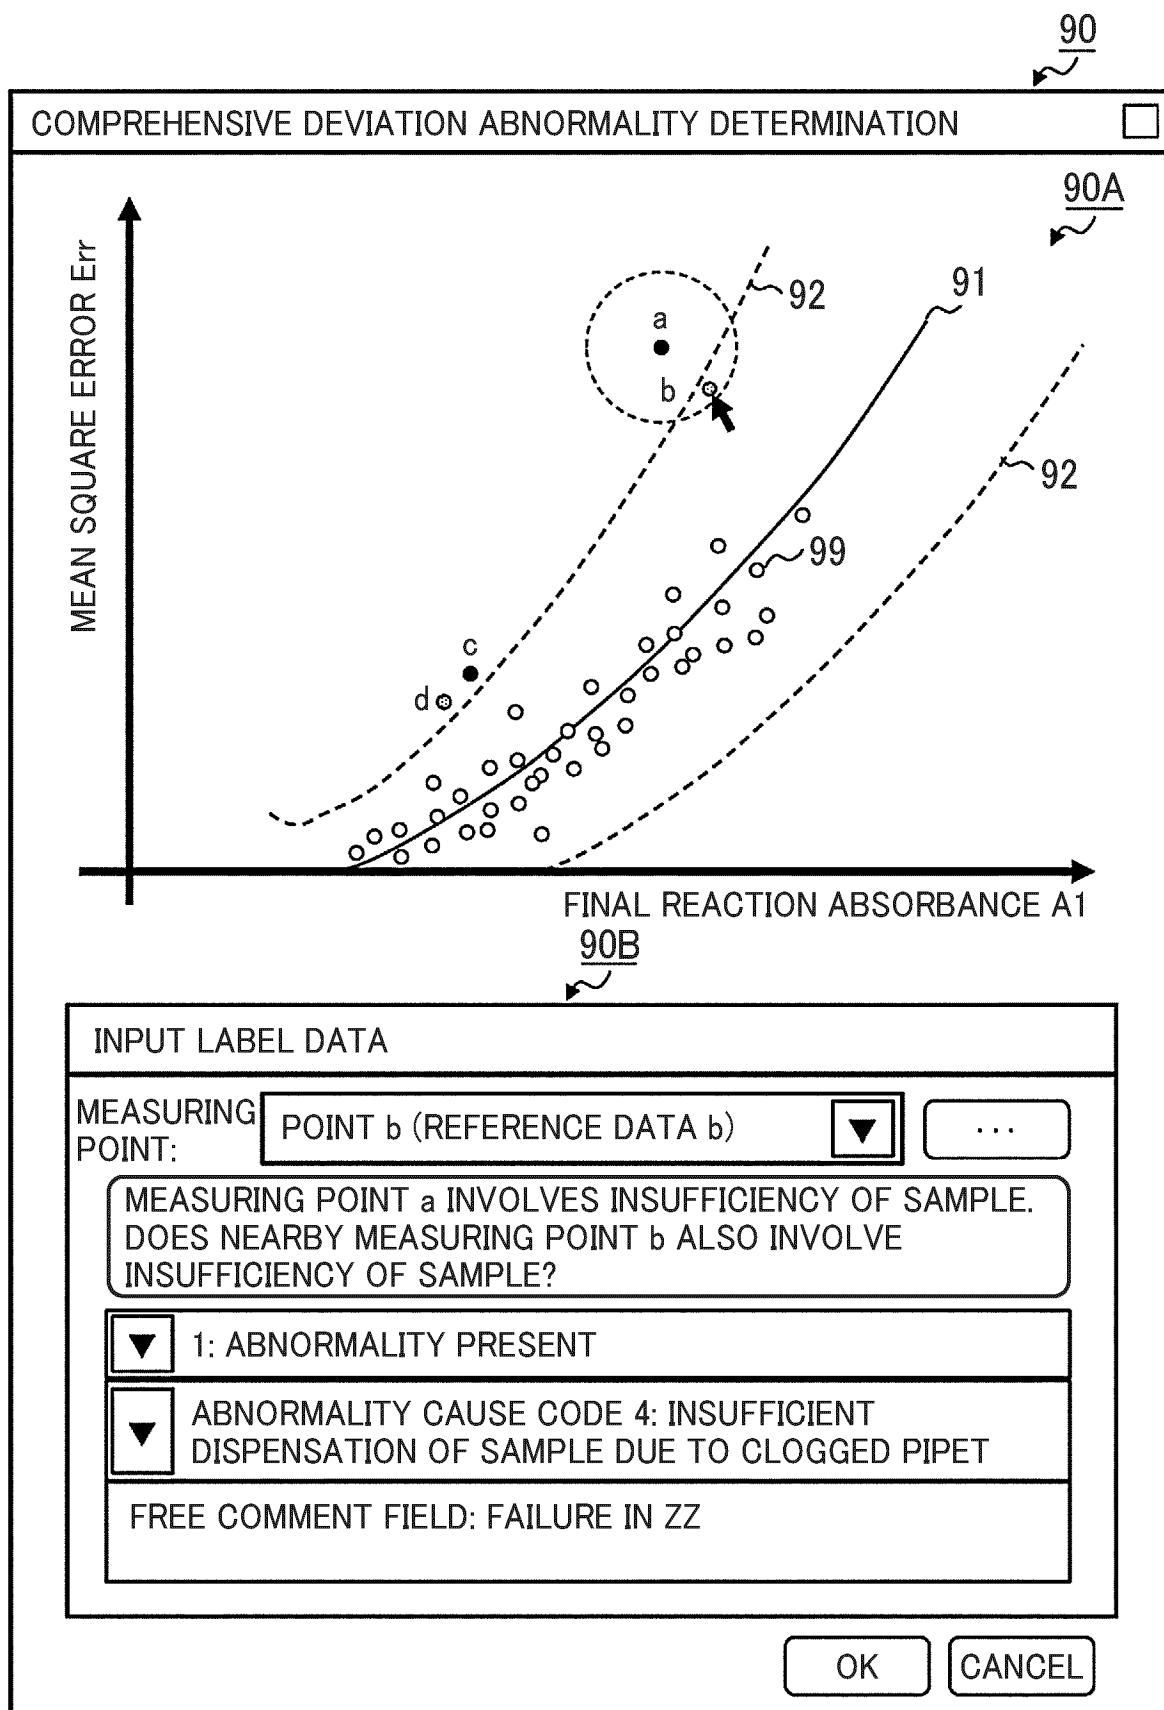 90
COMPREHENSIVE DEVIATION ABNORMALITY DETERMINATION
90A
MEAN SQUARE ERROR Err
92
91
a
b
92
99
c
d
FINAL REACTION ABSORBANCE A1
90B
INPUT LABEL DATA
MEASURING
POINT:
POINT b (REFERENCE DATA b)
▼
...
MEASURING POINT a INVOLVES INSUFFICIENCY OF SAMPLE.
DOES NEARBY MEASURING POINT b ALSO INVOLVE
INSUFFICIENCY OF SAMPLE?
▼ 1: ABNORMALITY PRESENT
▼ ABNORMALITY CAUSE CODE 4: INSUFFICIENT
DISPENSATION OF SAMPLE DUE TO CLOGGED PIPET
FREE COMMENT FIELD: FAILURE IN ZZ
OK
CANCEL